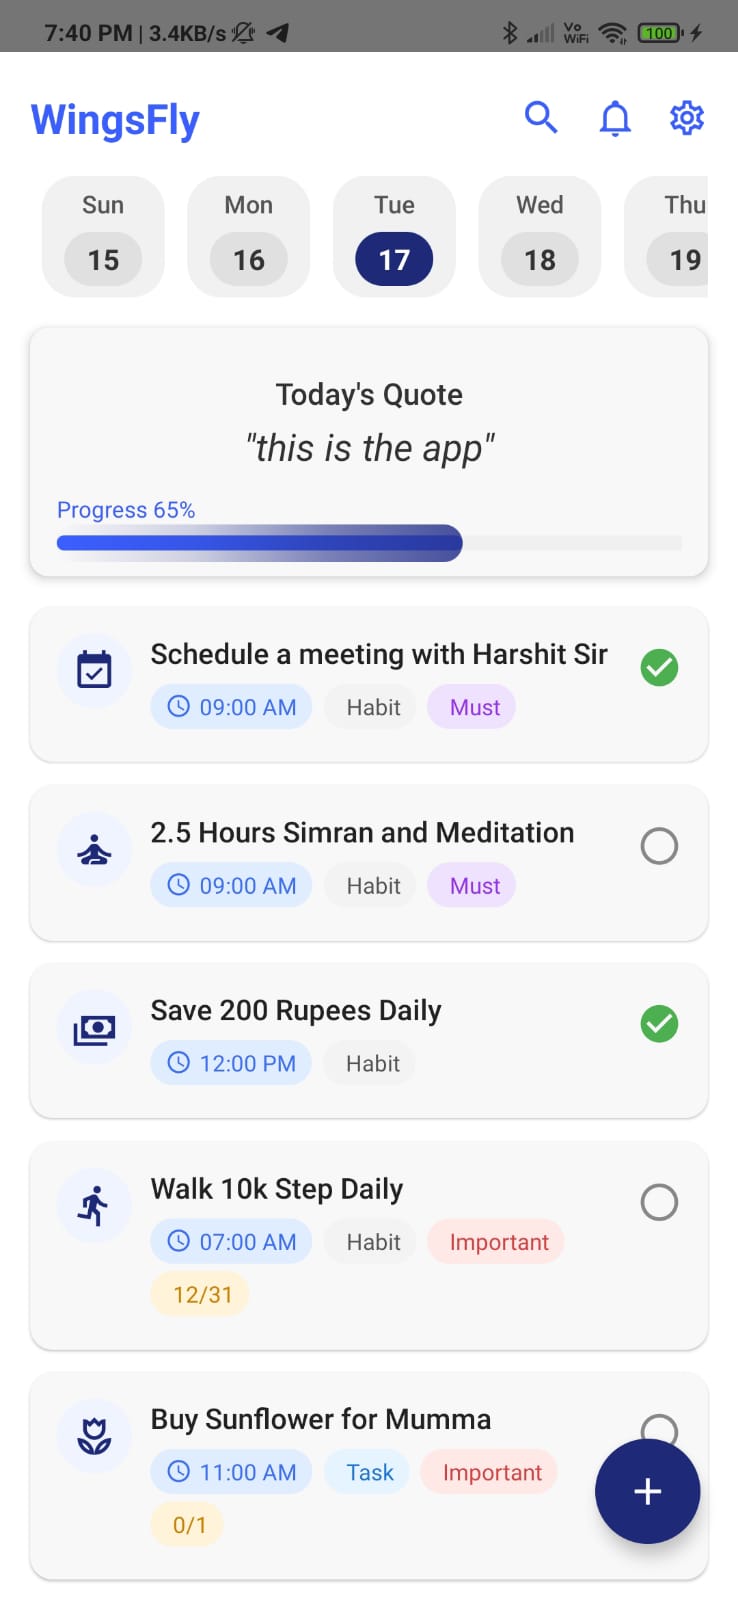 7:40 PM | 3.4KB/s
Vo WiFi
100
WingsFly
Sun Mon Tue Wed Thu
15 16 17 18 19
Today's Quote
"this is the app"
Progress 65%
Schedule a meeting with Harshit Sir
09:00 AM Habit Must
2.5 Hours Simran and Meditation
09:00 AM Habit Must
Save 200 Rupees Daily
12:00 PM Habit
Walk 10k Step Daily
07:00 AM Habit Important
12/31
Buy Sunflower for Mumma
11:00 AM Task Important
0/1
+